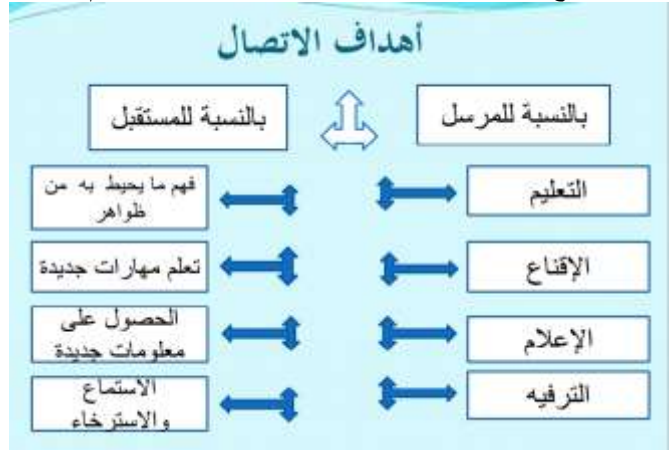 أهداف الاتصال
بالنسبة للمرسل
بالنسبة للمستقبل
التعليم
الإقناع
الإعلام
الترفيه
فهم ما يحيط به من
ظواهر
تعلم مهارات جديدة
الحصول على
معلومات جديدة
الاستماع
والاسترخاء